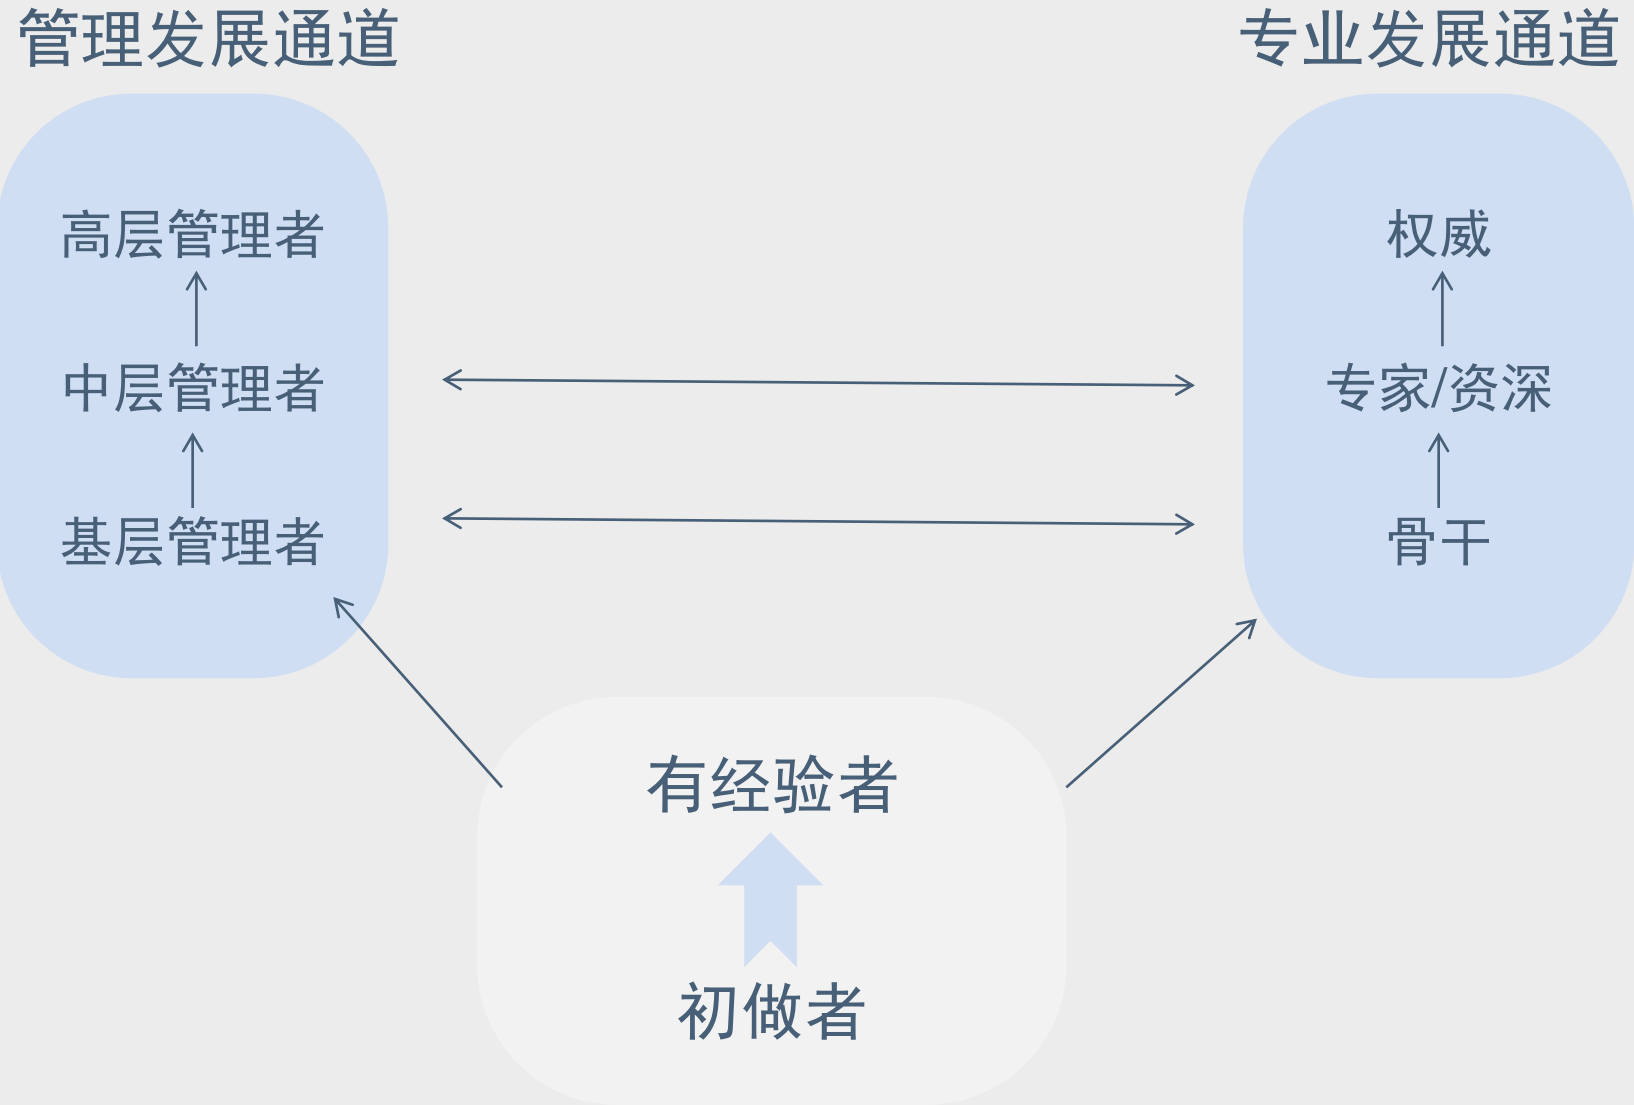 管理发展通道
专业发展通道
高层管理者
权威
中层管理者
专家/资深
基层管理者
骨干
有经验者
初做者